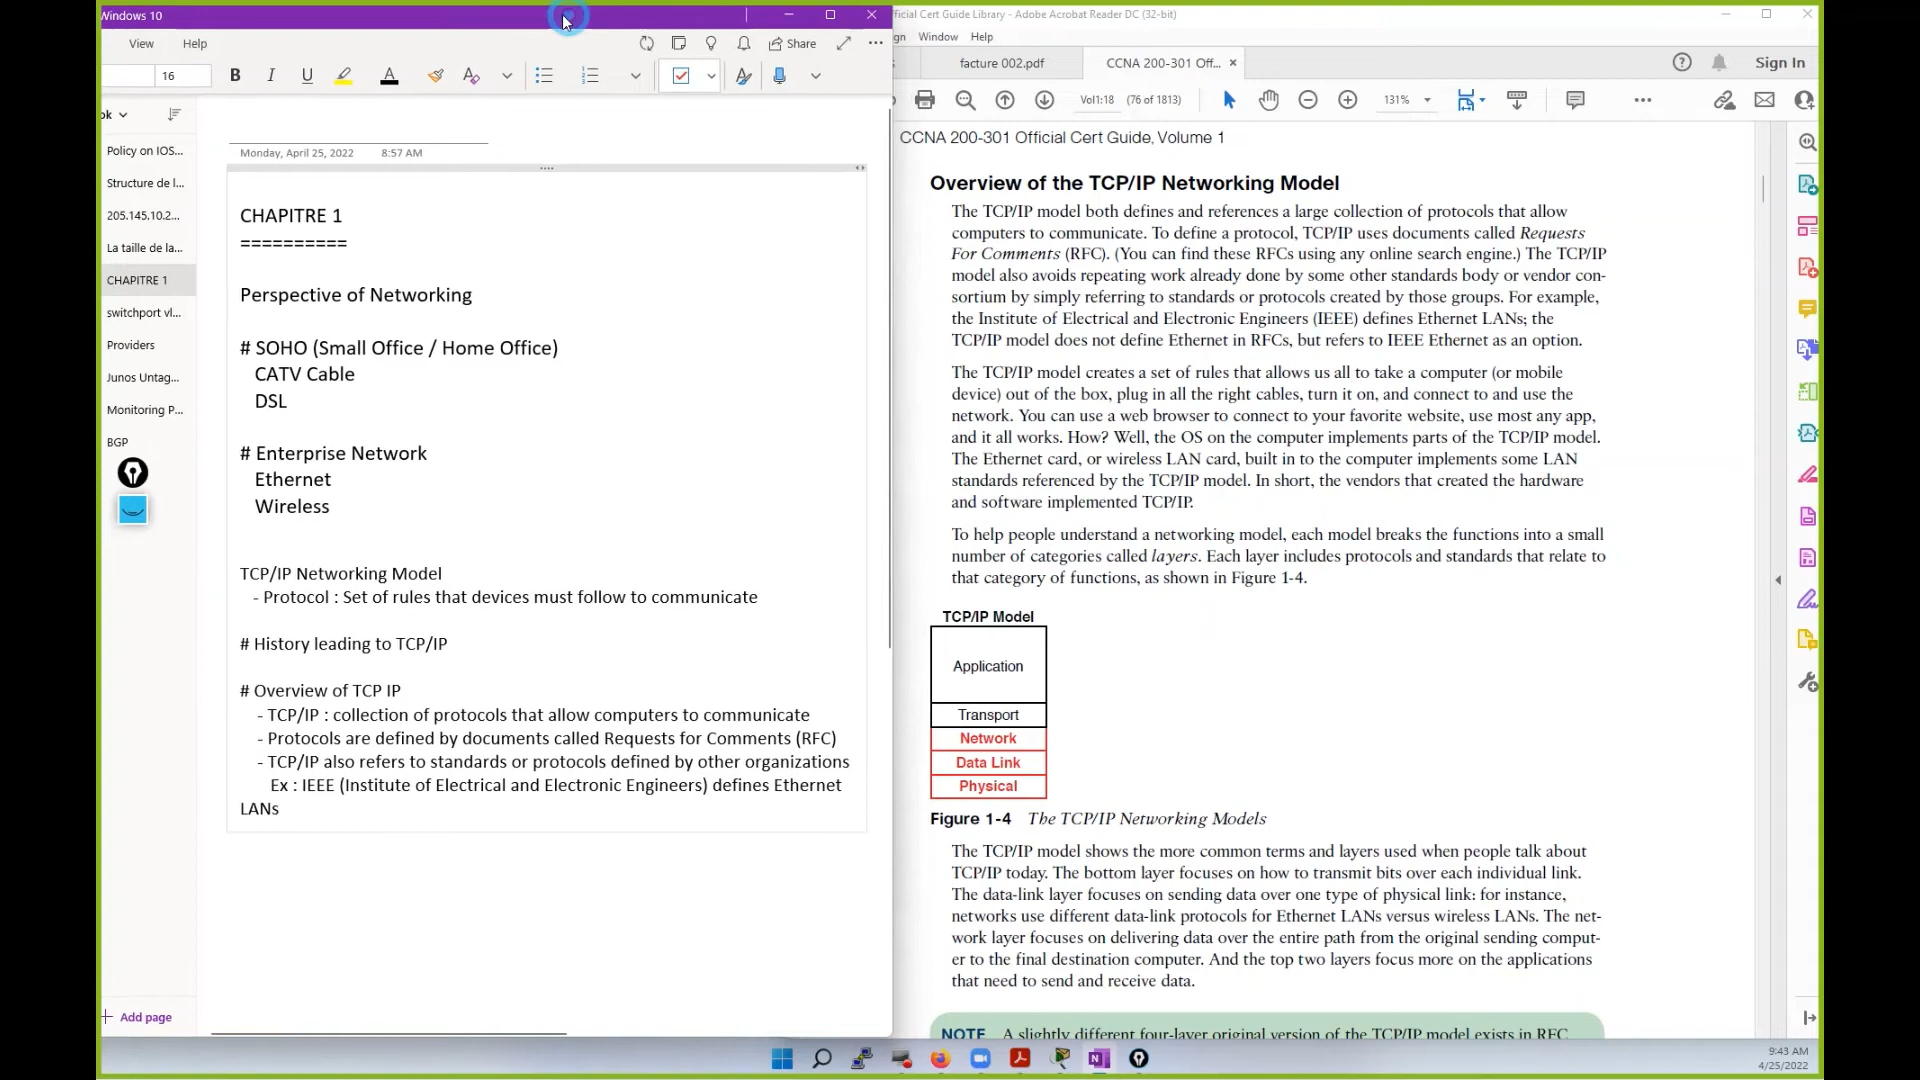 Windows 10
View Help
Share
16
ok
Policy on IOS...
Structure de l...
205.145.10.2...
La taille de la...
CHAPITRE 1
switchport vl...
Providers
Junos Untag...
Monitoring P...
BGP
Add page
Monday, April 25, 2022 8:57 AM
CHAPITRE 1
==========
Perspective of Networking
# SOHO (Small Office / Home Office)
CATV Cable
DSL
# Enterprise Network
Ethernet
Wireless
TCP/IP Networking Model
- Protocol : Set of rules that devices must follow to communicate
# History leading to TCP/IP
# Overview of TCP IP
- TCP/IP : collection of protocols that allow computers to communicate
- Protocols are defined by documents called Requests for Comments (RFC)
- TCP/IP also refers to standards or protocols defined by other organizations
Ex : IEEE (Institute of Electrical and Electronic Engineers) defines Ethernet
LANs
fficial Cert Guide Library - Adobe Acrobat Reader DC (32-bit)
gn Window Help
facture 002.pdf
CCNA 200-301 Off... ×
Sign In
Vol1:18 (76 of 1813)
131%
CCNA 200-301 Official Cert Guide, Volume 1
Overview of the TCP/IP Networking Model
The TCP/IP model both defines and references a large collection of protocols that allow
computers to communicate. To define a protocol, TCP/IP uses documents called Requests
For Comments (RFC). (You can find these RFCs using any online search engine.) The TCP/IP
model also avoids repeating work already done by some other standards body or vendor con-
sortium by simply referring to standards or protocols created by those groups. For example,
the Institute of Electrical and Electronic Engineers (IEEE) defines Ethernet LANs; the
TCP/IP model does not define Ethernet in RFCs, but refers to IEEE Ethernet as an option.
The TCP/IP model creates a set of rules that allows us all to take a computer (or mobile
device) out of the box, plug in all the right cables, turn it on, and connect to and use the
network. You can use a web browser to connect to your favorite website, use most any app,
and it all works. How? Well, the OS on the computer implements parts of the TCP/IP model.
The Ethernet card, or wireless LAN card, built in to the computer implements some LAN
standards referenced by the TCP/IP model. In short, the vendors that created the hardware
and software implemented TCP/IP.
To help people understand a networking model, each model breaks the functions into a small
number of categories called layers. Each layer includes protocols and standards that relate to
that category of functions, as shown in Figure 1-4.
TCP/IP Model
Application
Transport
Network
Data Link
Physical
Figure 1-4 The TCP/IP Networking Models
The TCP/IP model shows the more common terms and layers used when people talk about
TCP/IP today. The bottom layer focuses on how to transmit bits over each individual link.
The data-link layer focuses on sending data over one type of physical link: for instance,
networks use different data-link protocols for Ethernet LANs versus wireless LANs. The net-
work layer focuses on delivering data over the entire path from the original sending comput-
er to the final destination computer. And the top two layers focus more on the applications
that need to send and receive data.
NOTE A slightly different four-layer original version of the TCP/IP model exists in RFC
9:43 AM
4/25/2022